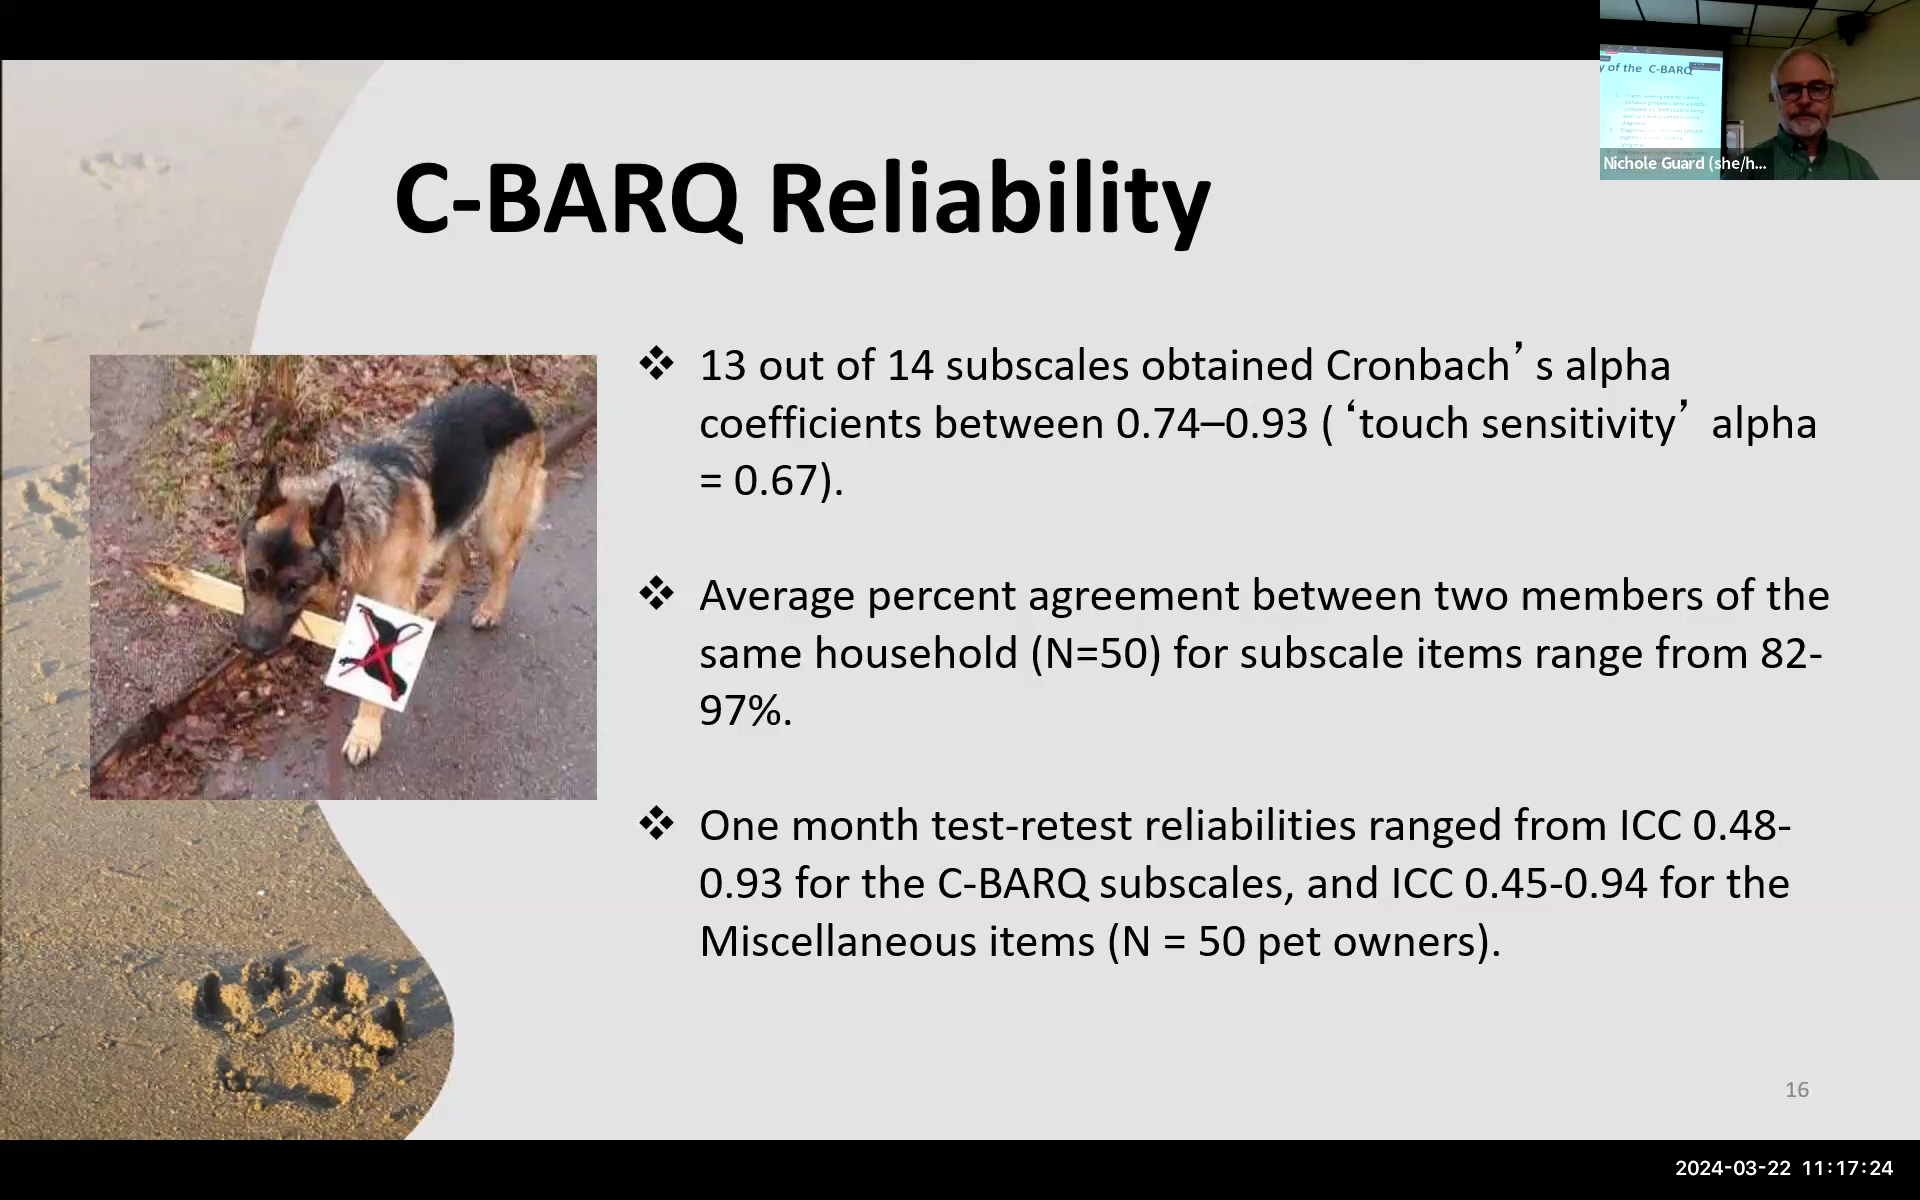 y of the C-BARQ
Nichole Guard (she/h...
C-BARQ Reliability
❖ 13 out of 14 subscales obtained Cronbach’s alpha
coefficients between 0.74–0.93 ( ‘touch sensitivity’ alpha
= 0.67).
❖ Average percent agreement between two members of the
same household (N=50) for subscale items range from 82-
97%.
❖ One month test-retest reliabilities ranged from ICC 0.48-
0.93 for the C-BARQ subscales, and ICC 0.45-0.94 for the
Miscellaneous items (N = 50 pet owners).
16
2024-03-22 11:17:24